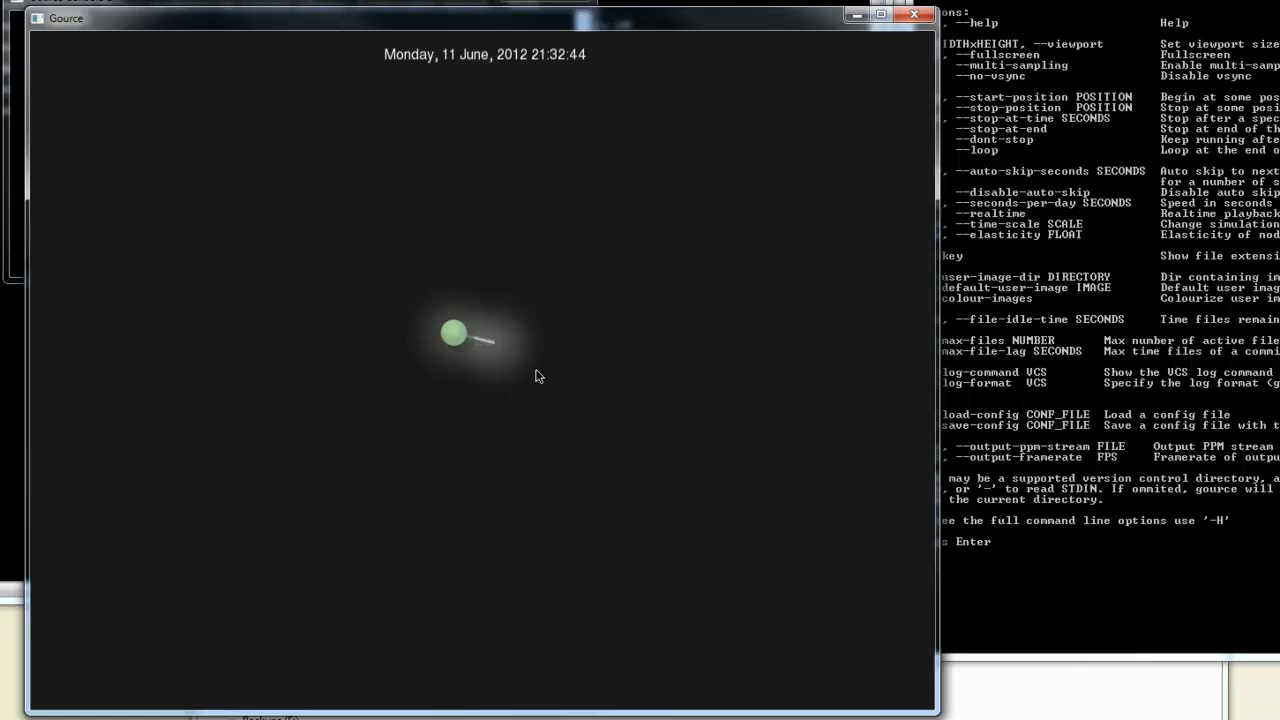 Gource
Monday, 11 June, 2012 21:32:44
ons:
, --help Help
IDTHxHEIGHT, --viewport Set viewport size
, --fullscreen Fullscreen
--multi-sampling Enable multi-samp
--no-vsync Disable vsync
, --start-position POSITION Begin at some pos
, --stop-position POSITION Stop at some posi
, --stop-at-time SECONDS Stop after a spec
--stop-at-end Stop at end of th
--dont-stop Keep running afte
--loop Loop at the end o
, --auto-skip-seconds SECONDS Auto skip to next
for a number of s
--disable-auto-skip Disable auto skip
, --seconds-per-day SECONDS Speed in seconds
--realtime Realtime playback
, --time-scale SCALE Change simulation
, --elasticity FLOAT Elasticity of nod
key Show file extensi
user-image-dir DIRECTORY Dir containing im
default-user-image IMAGE Default user imag
colour-images Colourize user im
, --file-idle-time SECONDS Time files remain
max-files NUMBER Max number of active
max-file-lag SECONDS Max time files of a commi
log-command VCS Show the VCS log command
log-format VCS Specify the log format (g
load-config CONF_FILE Load a config file
save-config CONF_FILE Save a config file with t
, --output-ppm-stream FILE Output PPM stream
, --output-framerate FPS Framerate of outpu
may be a supported version control directory, a
, or '-' to read STDIN. If ommited, gource will
the current directory.
ee the full command line options use '-H'
s Enter